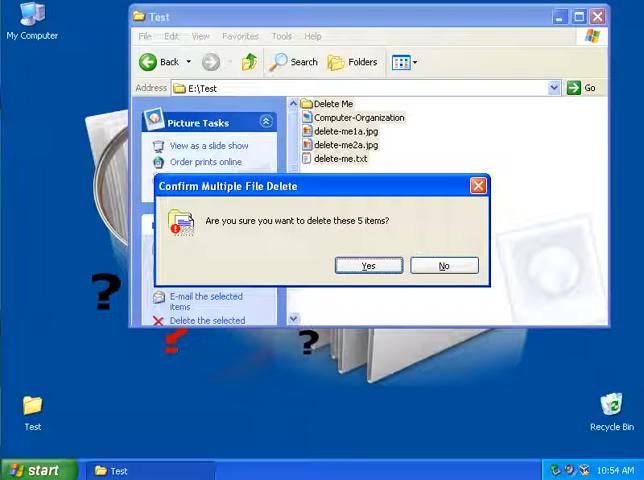 My Computer
Test
File Edit View Favorites Tools Help
Back Search Folders
Address E:\Test Go
Picture Tasks
View as a slide show
Order prints online
Delete Me
Computer-Organization
delete-me1a.jpg
delete-me2a.jpg
delete-me.txt
Confirm Multiple File Delete
Are you sure you want to delete these 5 items?
Yes No
E-mail the selected
items
Delete the selected
?
?
?
Test
Recycle Bin
start Test 10:54 AM